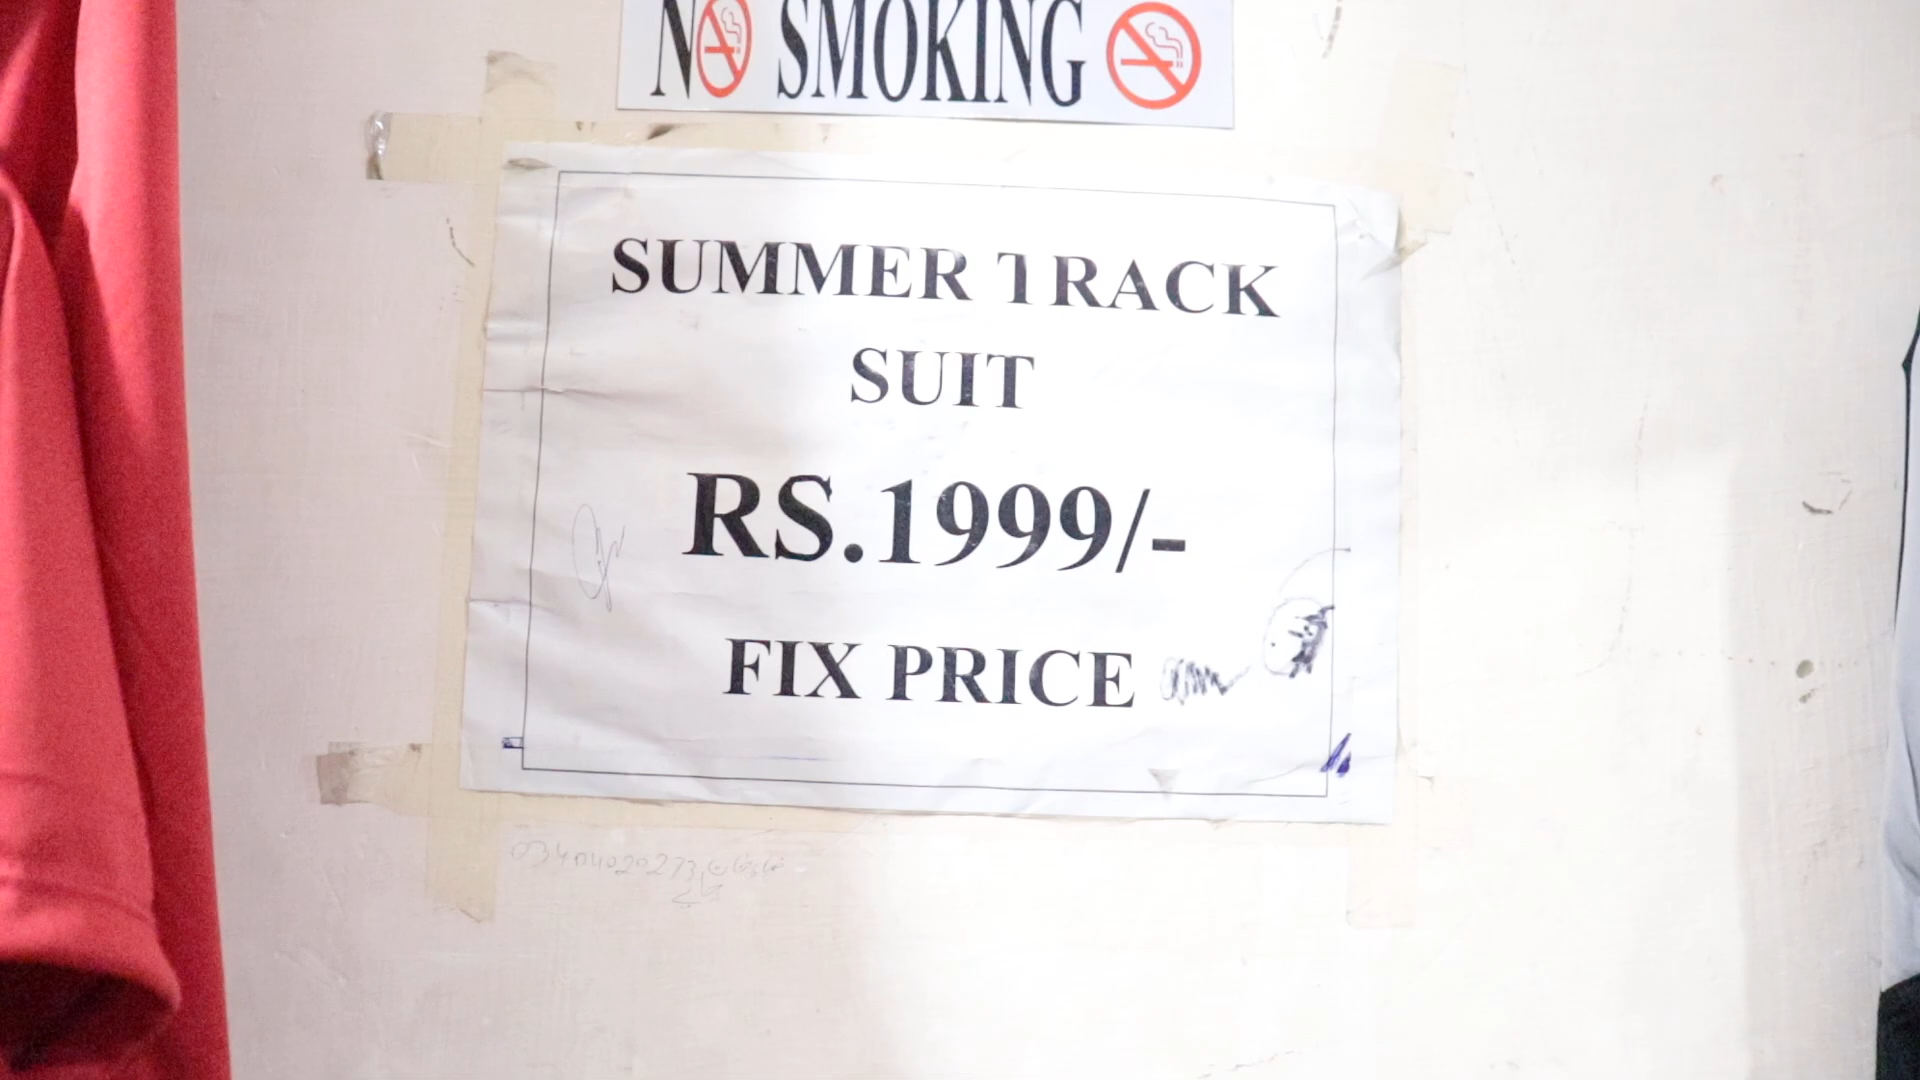 NO SMOKING
SUMMER TRACK
SUIT
RS.1999/-
FIX PRICE